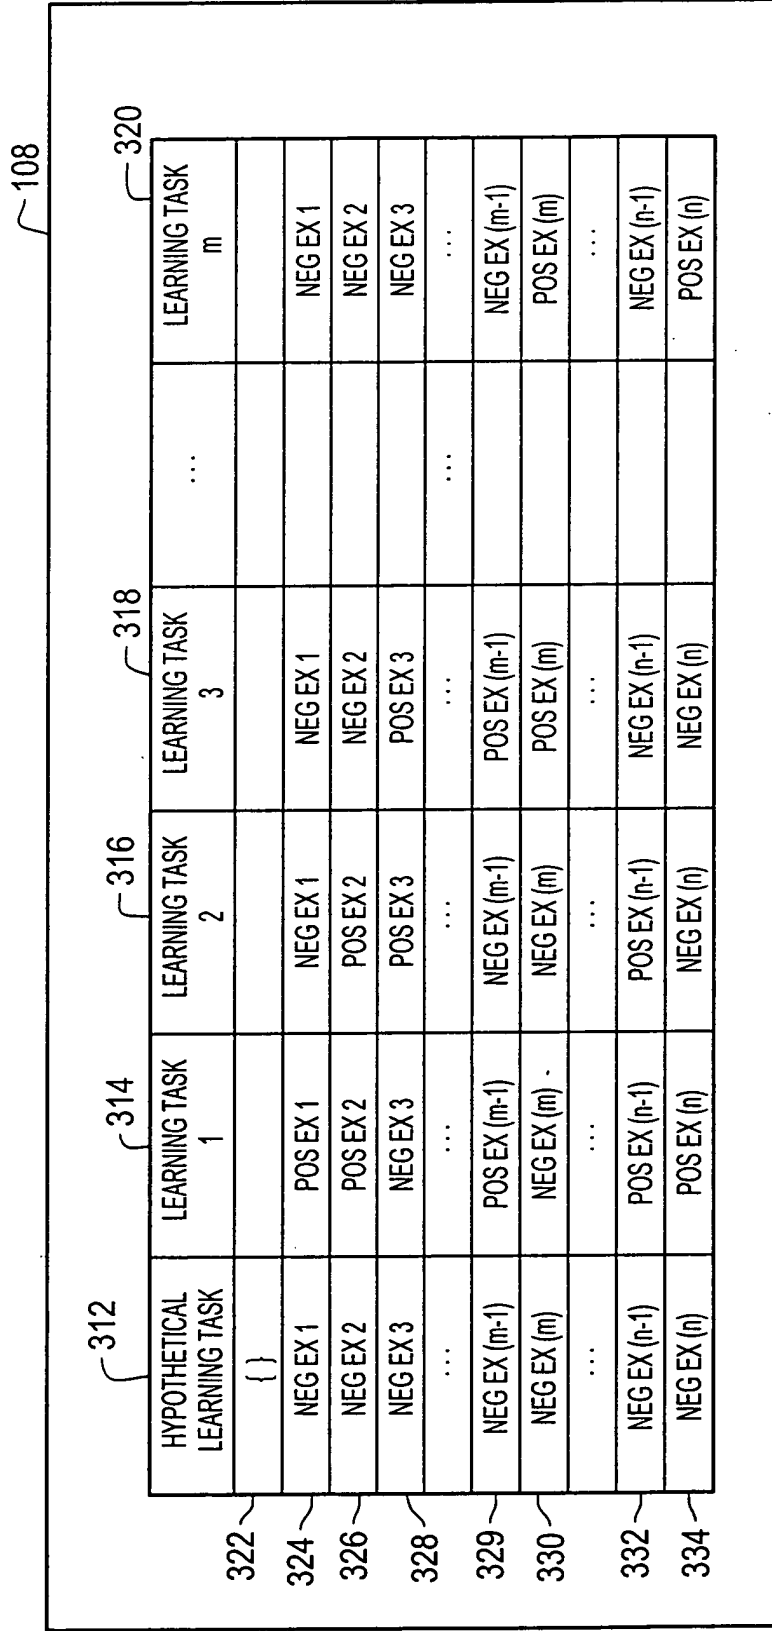 108
312
314
316
318
320
HYPOTHETICAL LEARNING TASK | LEARNING TASK 1 | LEARNING TASK 2 | LEARNING TASK 3 | ... | LEARNING TASK m
322 { }
324 NEG EX 1 | POS EX 1 | NEG EX 1 | NEG EX 1 | | NEG EX 1
326 NEG EX 2 | POS EX 2 | POS EX 2 | NEG EX 2 | | NEG EX 2
328 NEG EX 3 | NEG EX 3 | POS EX 3 | POS EX 3 | | NEG EX 3
... | ... | ... | ... | ... | ...
329 NEG EX (m-1) | POS EX (m-1) | NEG EX (m-1) | POS EX (m-1) | | NEG EX (m-1)
330 NEG EX (m) | NEG EX (m) | NEG EX (m) | POS EX (m) | | POS EX (m)
... | ... | ... | ... | | ...
332 NEG EX (n-1) | POS EX (n-1) | POS EX (n-1) | NEG EX (n-1) | | NEG EX (n-1)
334 NEG EX (n) | POS EX (n) | NEG EX (n) | NEG EX (n) | | POS EX (n)